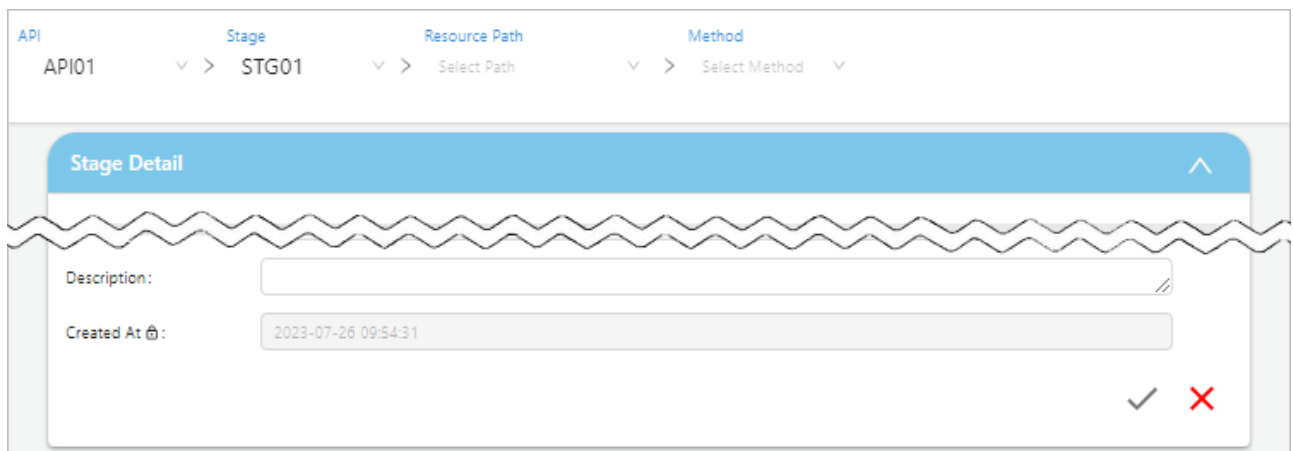 API Stage Resource Path Method
API01 > STG01 > Select Path > Select Method
Stage Detail
Description :
Created At : 2023-07-26 09:54:31